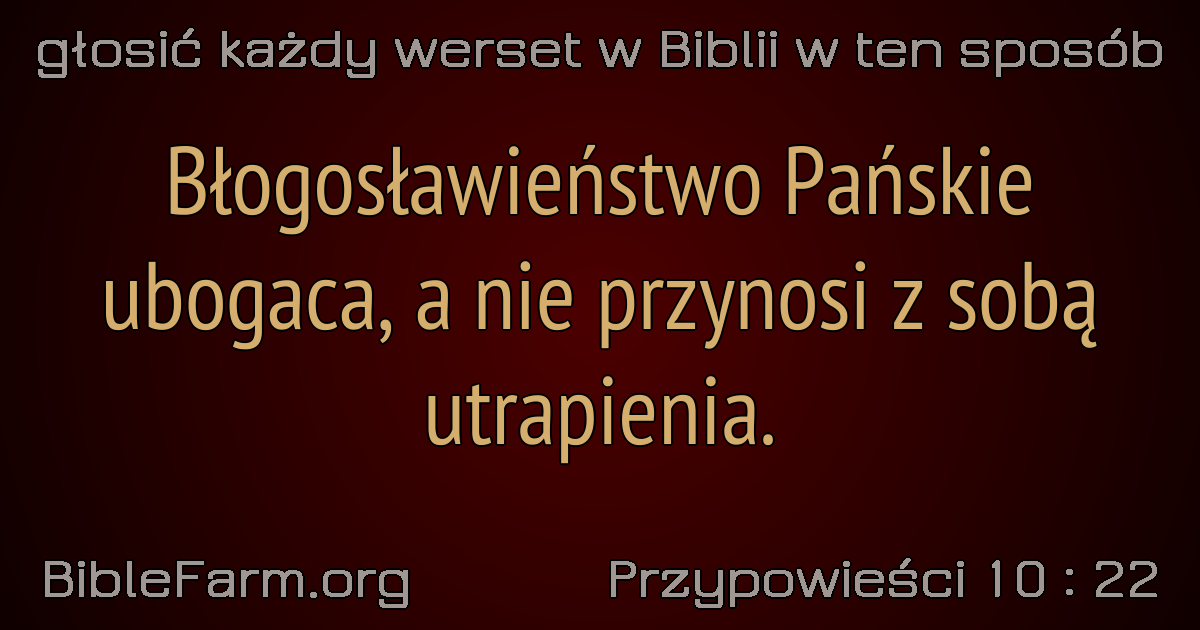 głosić każdy werset w Biblii w ten sposób
Błogosławieństwo Pańskie
ubogaca, a nie przynosi z sobą
utrapienia.
BibleFarm.org
Przypowieści 10 : 22